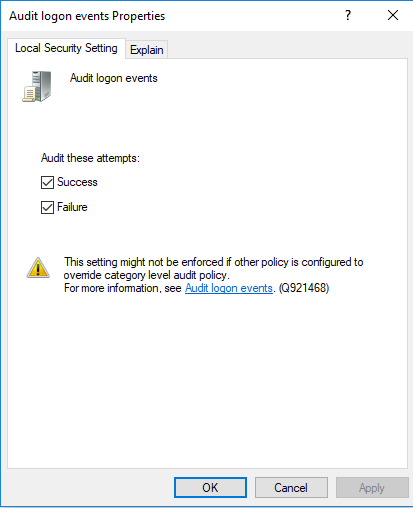 Audit logon events Properties
?
Local Security Setting
Explain
Audit logon events
Audit these attempts:
Success
Failure
This setting might not be enforced if other policy is configured to
override category level audit policy.
For more information, see Audit logon events. (Q921468)
OK
Cancel
Apply